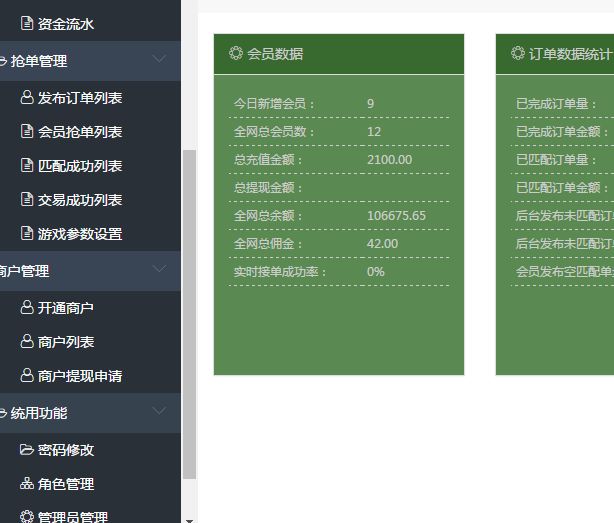 资金流水
抢单管理
发布订单列表
会员抢单列表
匹配成功列表
交易成功列表
游戏参数设置
商户管理
开通商户
商户列表
商户提现申请
统用功能
密码修改
角色管理
管理员管理
会员数据
今日新增会员： 9
全网总会员数： 12
总充值金额： 2100.00
总提现金额：
全网总余额： 106675.65
全网总佣金： 42.00
实时接单成功率： 0%
订单数据统计
已完成订单量：
已完成订单金额：
已匹配订单量：
已匹配订单金额：
后台发布未匹配订单
后台发布未匹配订单
会员发布空匹配单